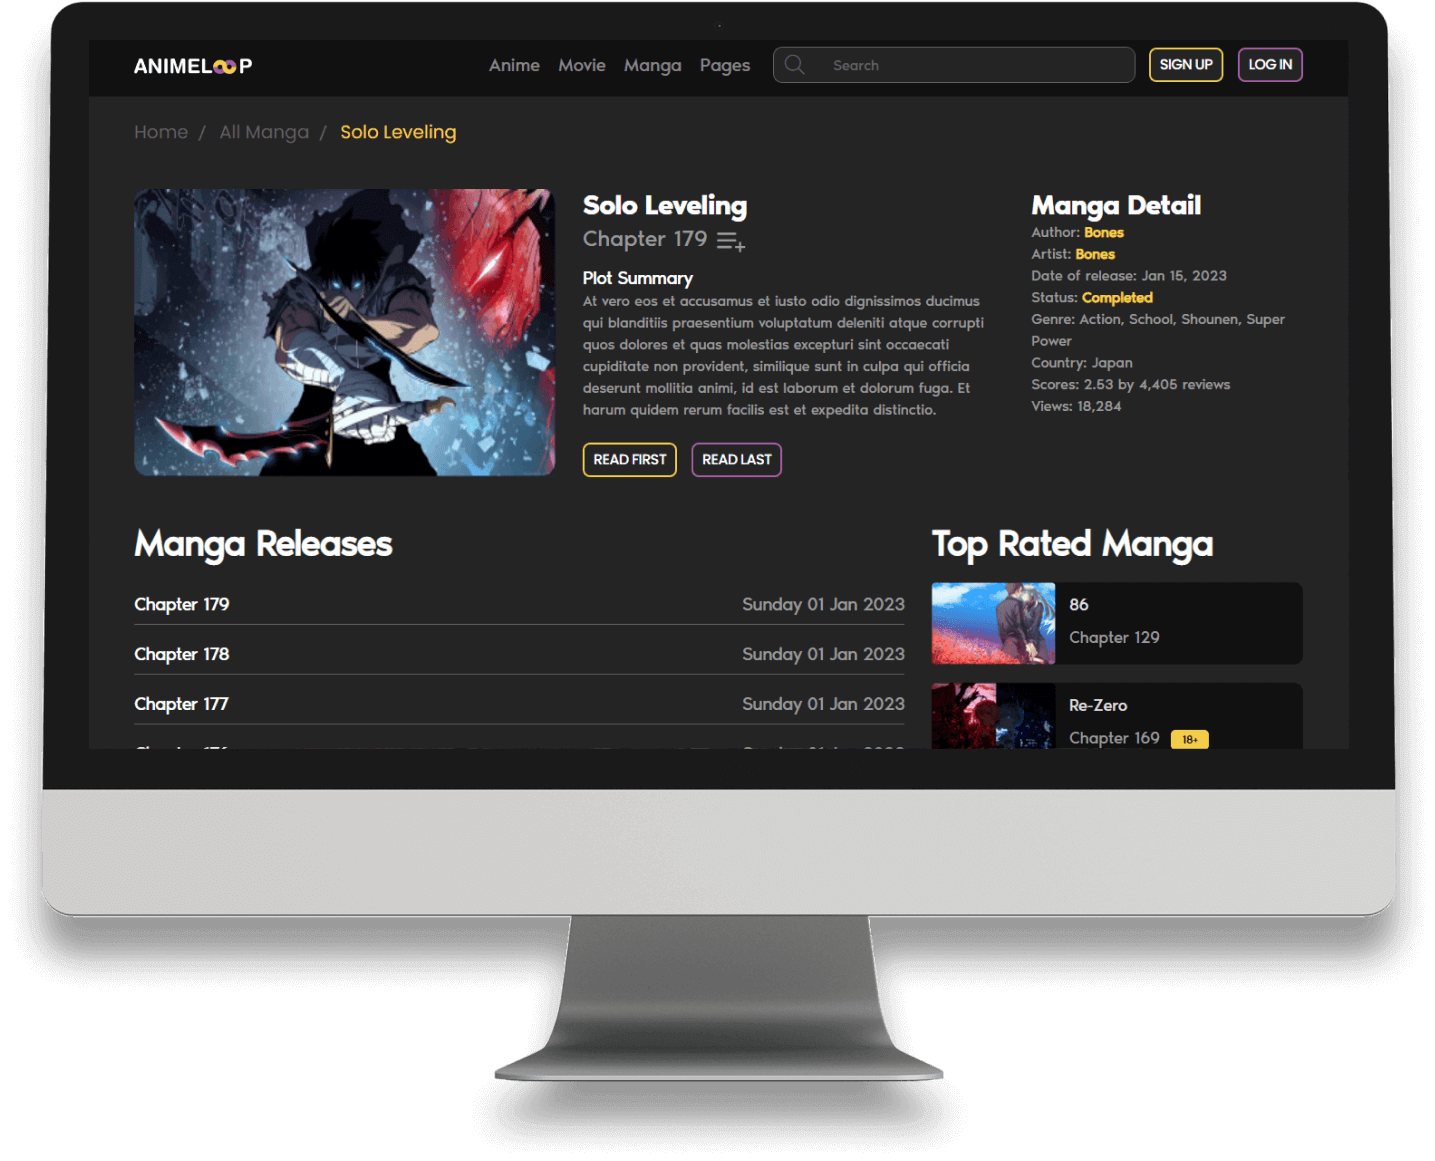 ANIMELOOP
Anime Movie Manga Pages Search SIGN UP LOG IN
Home / All Manga / Solo Leveling
Solo Leveling
Chapter 179
Plot Summary
At vero eos et accusamus et iusto odio dignissimos ducimus
qui blanditiis praesentium voluptatum deleniti atque corrupti
quos dolores et quas molestias excepturi sint occaecati
cupiditate non provident, similique sunt in culpa qui officia
deserunt mollitia animi, id est laborum et dolorum fuga. Et
harum quidem rerum facilis est et expedita distinctio.
READ FIRST READ LAST
Manga Detail
Author: Bones
Artist: Bones
Date of release: Jan 15, 2023
Status: Completed
Genre: Action, School, Shounen, Super
Power
Country: Japan
Scores: 2.53 by 4,405 reviews
Views: 18,284
Manga Releases
Chapter 179 Sunday 01 Jan 2023
Chapter 178 Sunday 01 Jan 2023
Chapter 177 Sunday 01 Jan 2023
Top Rated Manga
86
Chapter 129
Re-Zero
Chapter 169 18+